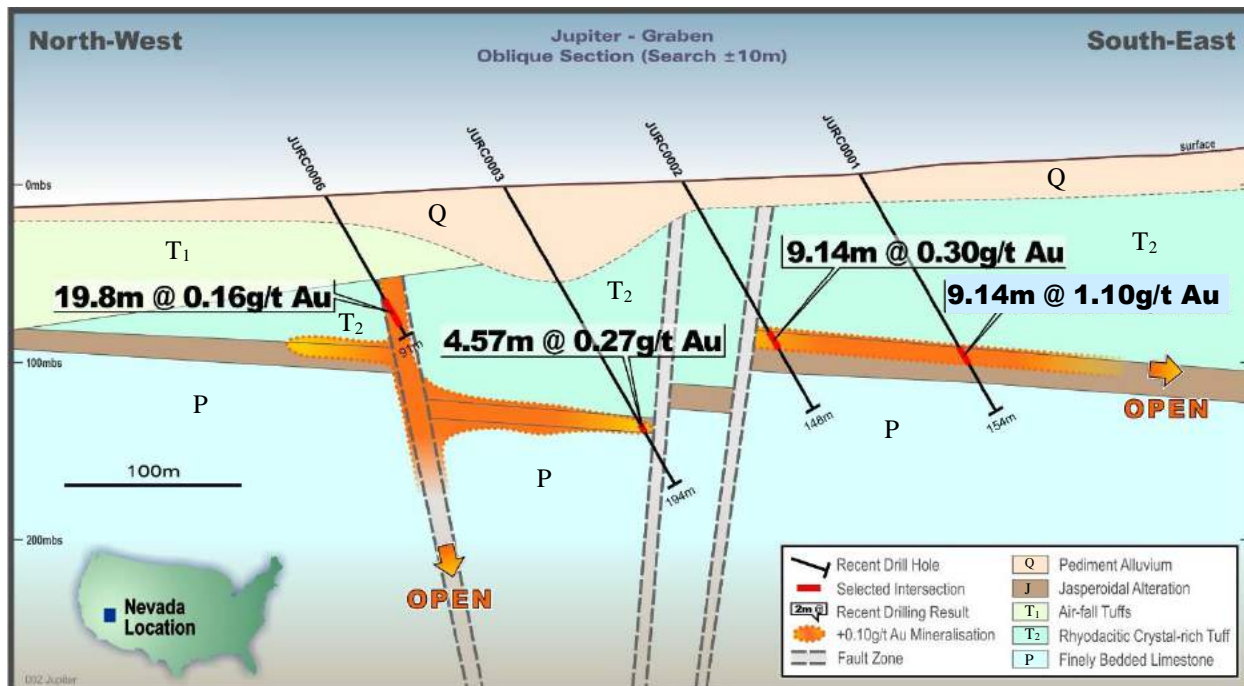 North-West
Jupiter - Graben
Oblique Section (Search ±10m)
South-East
JURC0006
JURC0003
JURC0002
JURC0001
surface
0mbs
Q
Q
T1
T2
T2
T2
19.8m @ 0.16g/t Au
9.14m @ 0.30g/t Au
9.14m @ 1.10g/t Au
4.57m @ 0.27g/t Au
91m
100mbs
P
P
P
148m
154m
194m
OPEN
100m
200mbs
OPEN
Nevada
Location
Recent Drill Hole
Selected Intersection
2m @
Recent Drilling Result
+0.10g/t Au Mineralisation
Fault Zone
Q Pediment Alluvium
J Jasperoidal Alteration
T1 Air-fall Tuffs
T2 Rhyodacitic Crystal-rich Tuff
P Finely Bedded Limestone
002 Jupiter